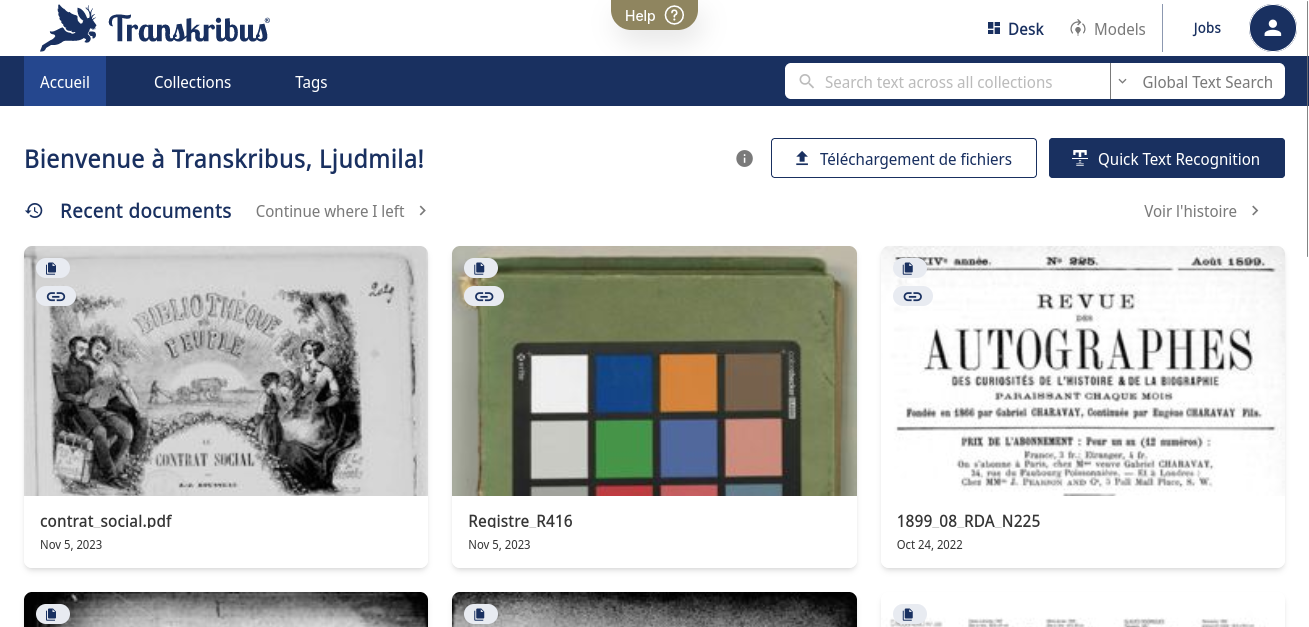 Transkribus®
Help ?
Desk
Models
Jobs
Accueil
Collections
Tags
Search text across all collections
Global Text Search
Bienvenue à Transkribus, Ljudmila!
Téléchargement de fichiers
Quick Text Recognition
Recent documents
Continue where I left
Voir l'histoire
BIBLIOTHÈQUE
DU
PEUPLE
LE
CONTRAT SOCIAL
J.-J. ROUSSEAU
XIVe année.
No 225.
Août 1899.
REVUE
DES
AUTOGRAPHES
DES CURIOSITÉS DE L'HISTOIRE & DE LA BIOGRAPHIE
PARAISSANT CHAQUE MOIS
Fondée en 1866 par Gabriel CHARAVAY, Continuée par Eugène CHARAVAY Fils.
PRIX DE L'ABONNEMENT : Pour un an (12 numéros) :
France, 3 fr.; Etranger, 4 fr.
On s'abonne à Paris, chez Mme veuve Gabriel CHARAVAY,
34, rue du Faubourg Poissonnière. — Et à Londres :
Chez MMm J. PEARSON AND Co, 5 Pall Mall Place, S. W.
contrat_social.pdf
Nov 5, 2023
Registre_R416
Nov 5, 2023
1899_08_RDA_N225
Oct 24, 2022